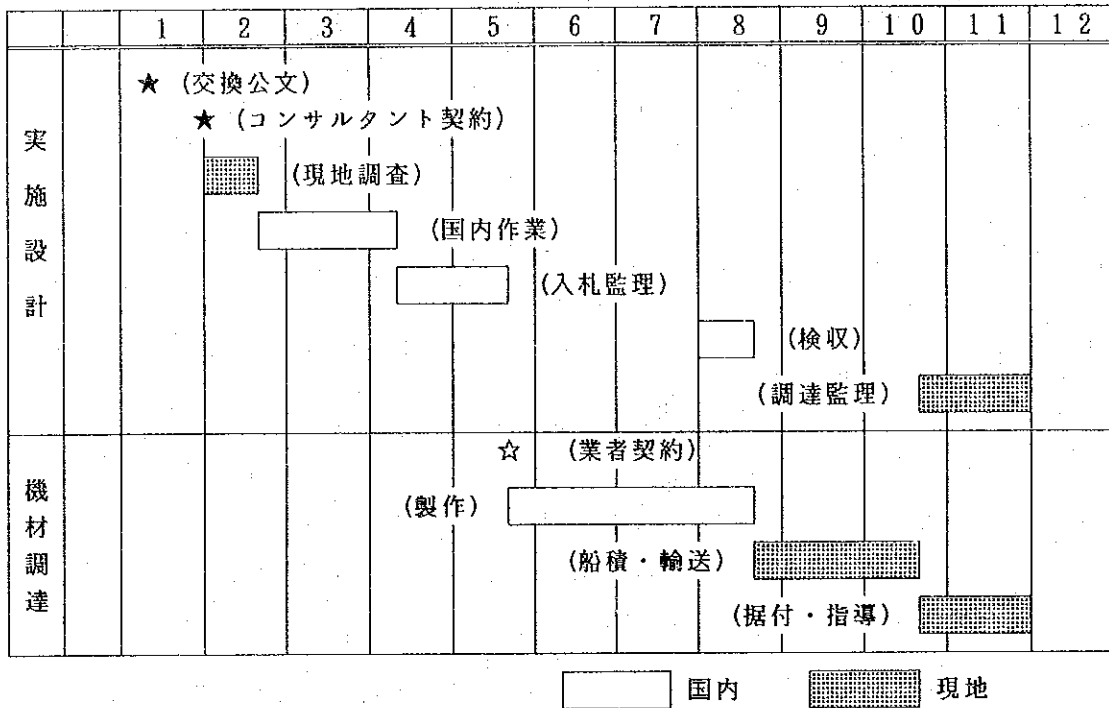 1 2 3 4 5 6 7 8 9 10 11 12
実施設計
★ (交換公文)
★ (コンサルタント契約)
(現地調査)
(国内作業)
(入札監理)
(検収)
(調達監理)
機材調達
☆ (業者契約)
(製作)
(船積・輸送)
(据付・指導)
国内 現地